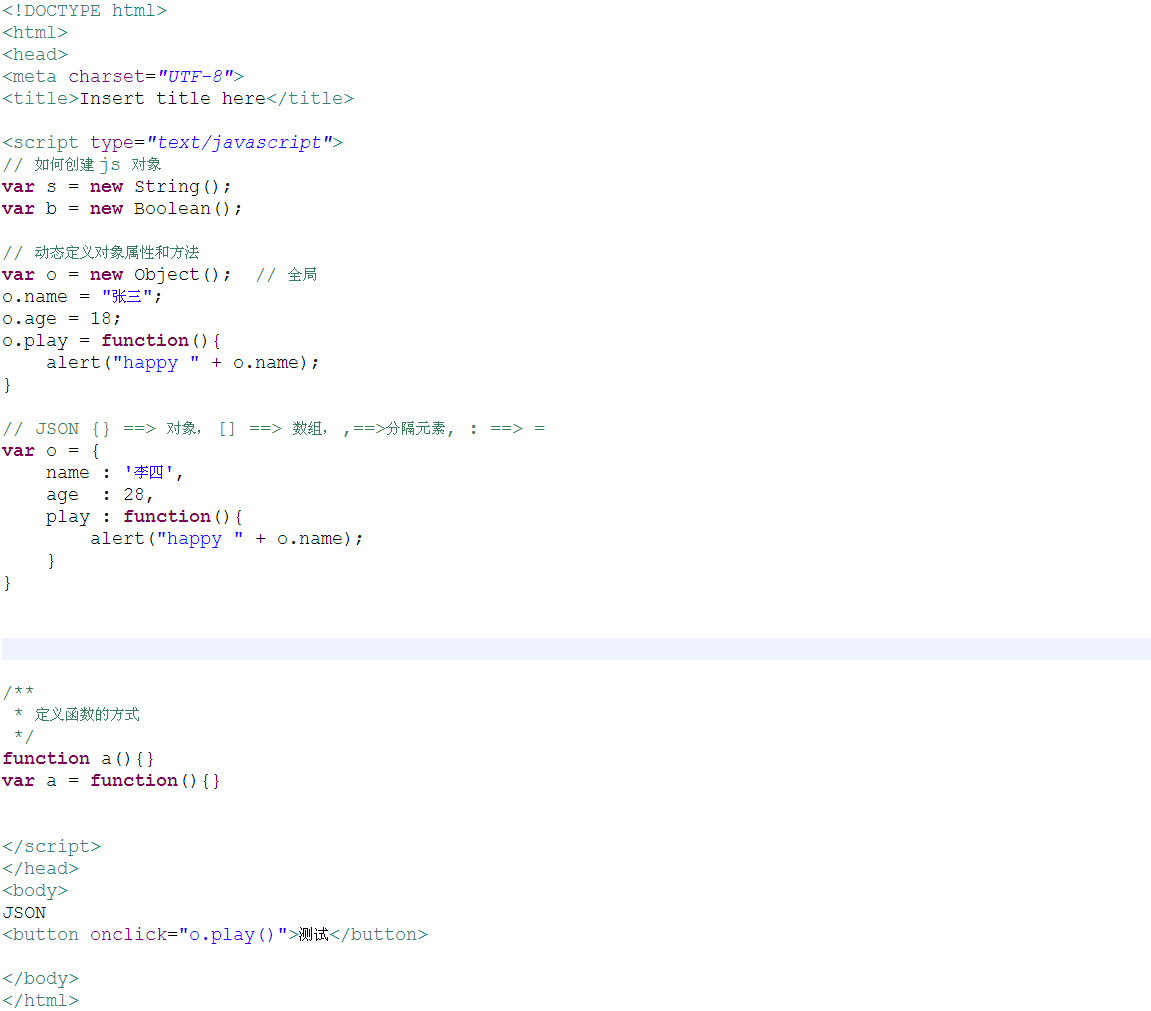 <!DOCTYPE html>
<html>
<head>
<meta charset="UTF-8">
<title>Insert title here</title>
<script type="text/javascript">
// 如何创建js 对象
var s = new String();
var b = new Boolean();
// 动态定义对象属性和方法
var o = new Object();  // 全局
o.name = "张三";
o.age = 18;
o.play = function(){
    alert("happy " + o.name);
}
// JSON {} ==> 对象， [] ==> 数组， ,==>分隔元素, : ==> =
var o = {
    name : '李四',
    age  : 28,
    play : function(){
        alert("happy " + o.name);
    }
}
/**
 * 定义函数的方式
 */
function a(){}
var a = function(){}
</script>
</head>
<body>
JSON
<button onclick="o.play()">测试</button>
</body>
</html>